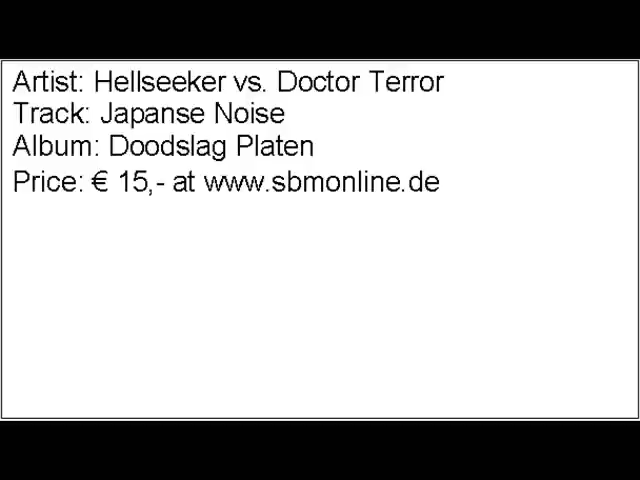 Artist: Hellseeker vs. Doctor Terror
Track: Japanse Noise
Album: Doodslag Platen
Price: € 15,- at www.sbmonline.de